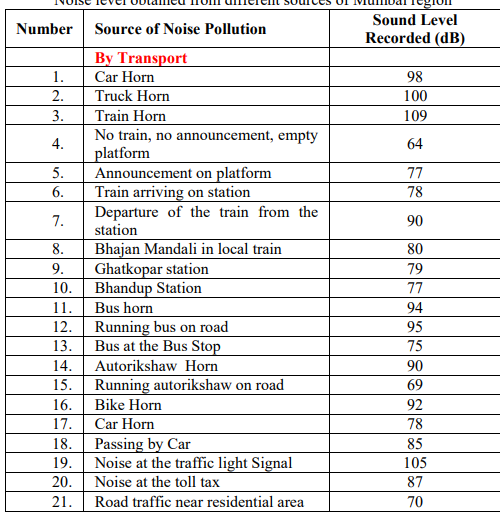 Noise level obtained from different sources of Mumbai region
Number Source of Noise Pollution Sound Level
Recorded (dB)
By Transport
1. Car Horn 98
2. Truck Horn 100
3. Train Horn 109
4. No train, no announcement, empty
platform 64
5. Announcement on platform 77
6. Train arriving on station 78
7. Departure of the train from the
station 90
8. Bhajan Mandali in local train 80
9. Ghatkopar station 79
10. Bhandup Station 77
11. Bus horn 94
12. Running bus on road 95
13. Bus at the Bus Stop 75
14. Autorikshaw Horn 90
15. Running autorikshaw on road 69
16. Bike Horn 92
17. Car Horn 78
18. Passing by Car 85
19. Noise at the traffic light Signal 105
20. Noise at the toll tax 87
21. Road traffic near residential area 70